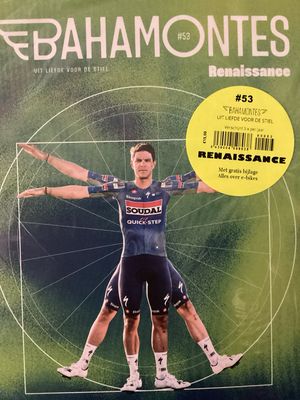 BAHAMONTES
#53
UIT LIEFDE VOOR DE STIEL
Renaissance
#53
BAHAMONTES
UIT LIEFDE VOOR DE STIEL
RENAISSANCE
Met gratis bijlage
Alles over e-bikes
SOUDAL
QUICK-STEP